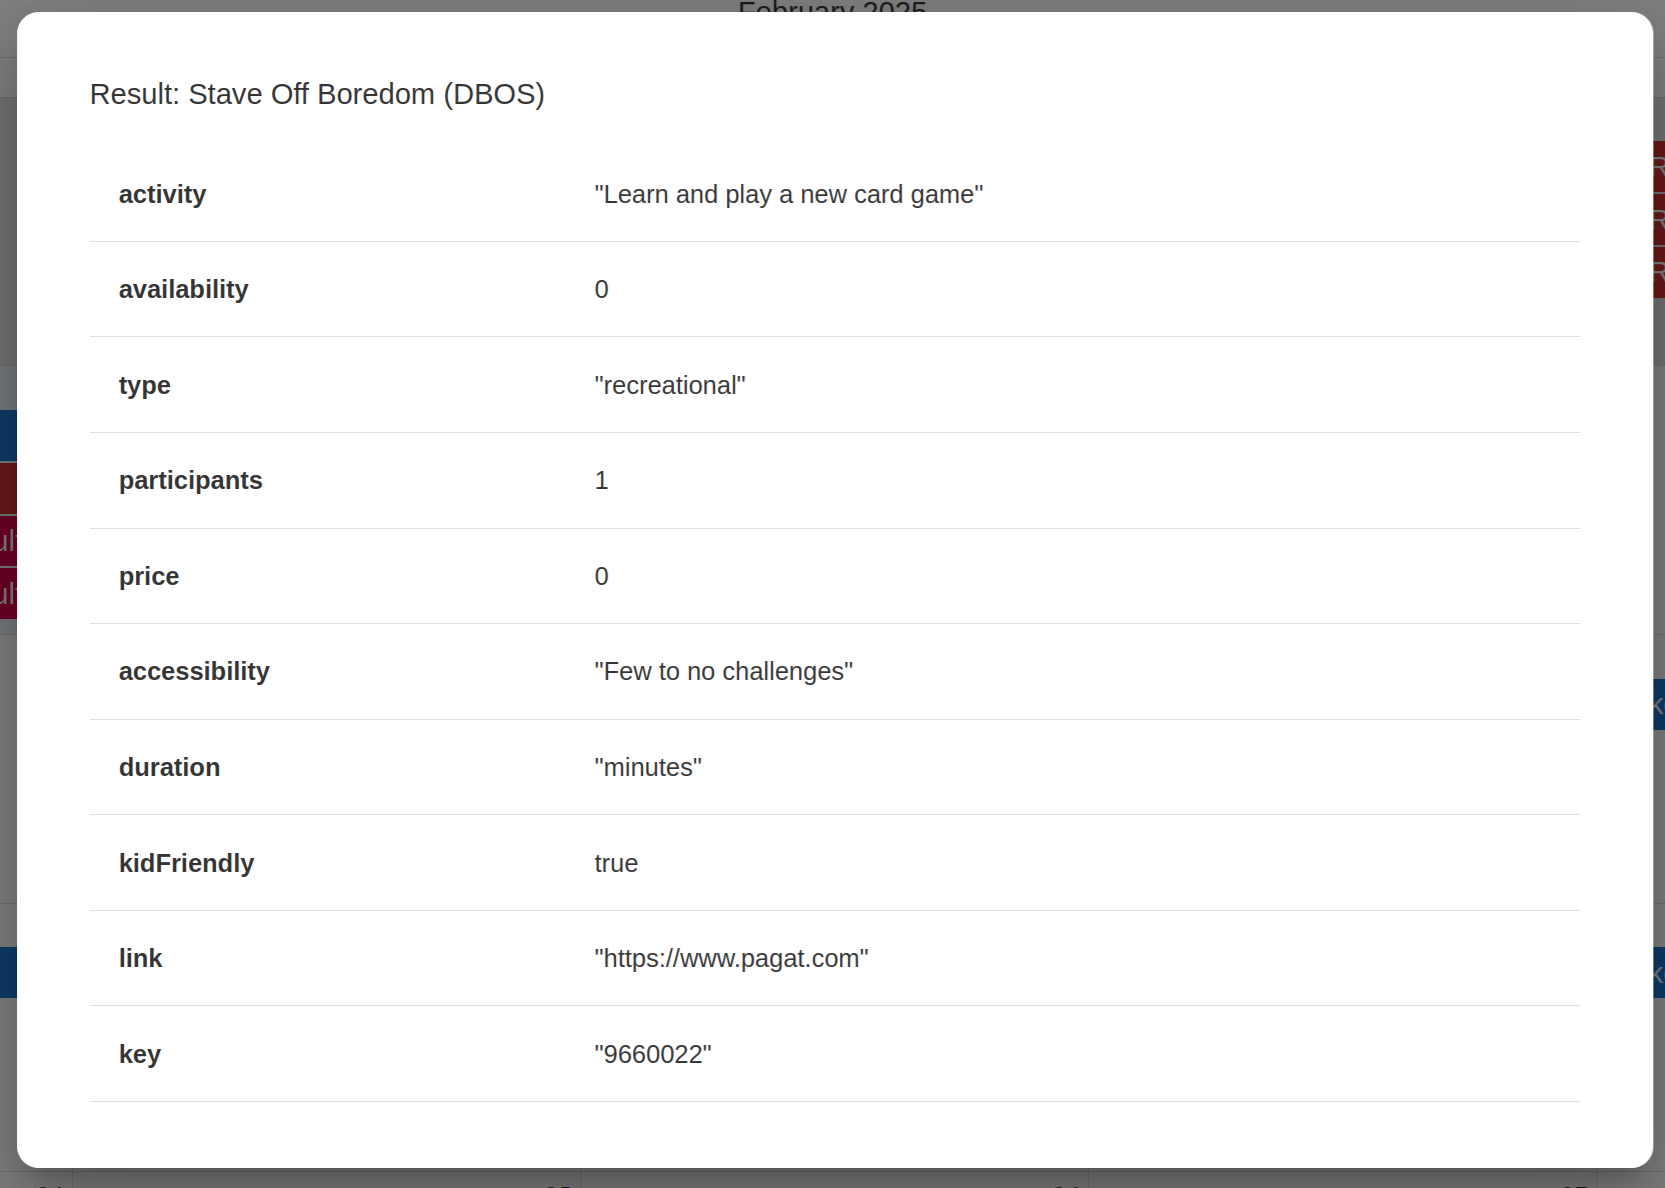 February 2025
Result: Stave Off Boredom (DBOS)
activity "Learn and play a new card game"
availability 0
type "recreational"
participants 1
price 0
accessibility "Few to no challenges"
duration "minutes"
kidFriendly true
link "https://www.pagat.com"
key "9660022"